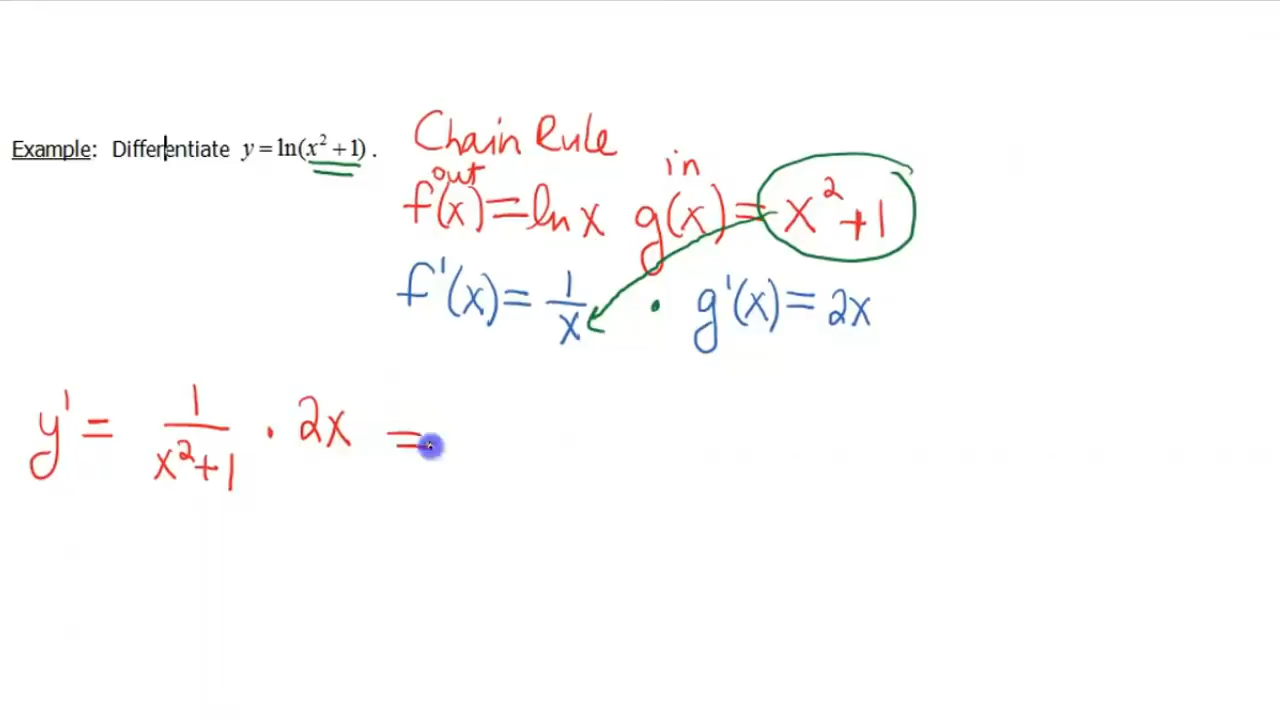 Example: Differentiate y = ln(x² + 1).
Chain Rule
out in
f(x) = ln x g(x) = x² + 1
f'(x) = 1/x · g'(x) = 2x
y' = 1/(x² + 1) · 2x =